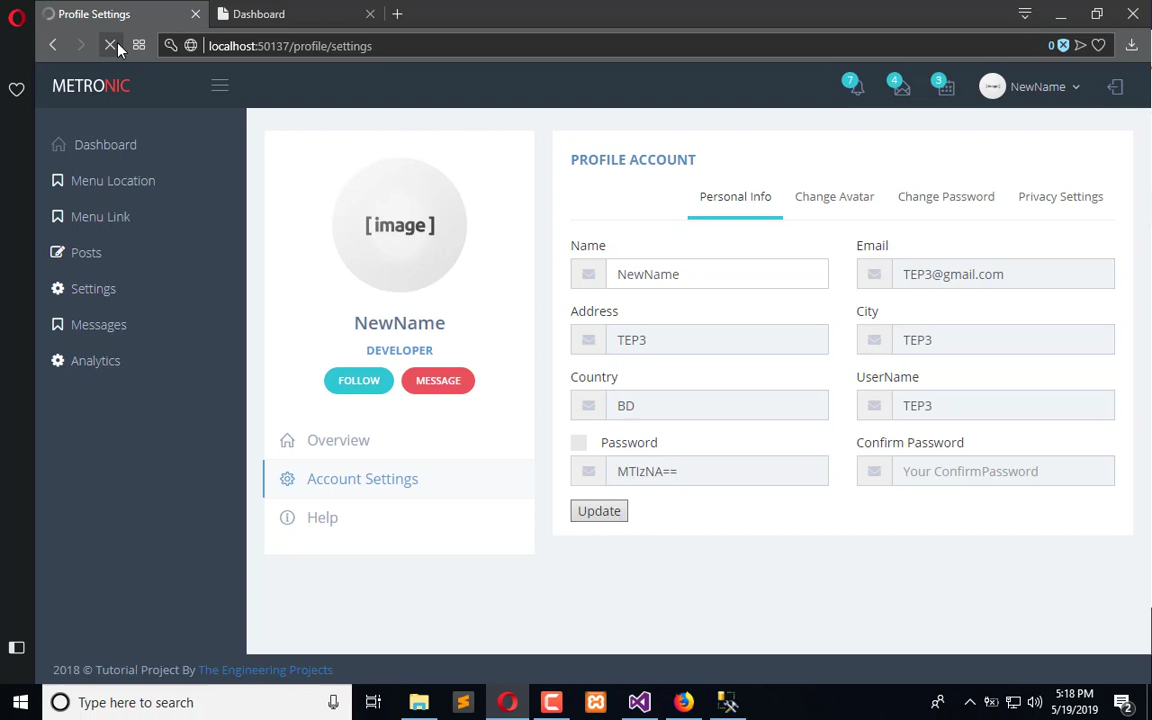 Profile Settings
Dashboard
localhost:50137/profile/settings
0
METRONIC
7
4
3
NewName
Dashboard
Menu Location
Menu Link
Posts
Settings
Messages
Analytics
[image]
NewName
DEVELOPER
FOLLOW
MESSAGE
Overview
Account Settings
Help
PROFILE ACCOUNT
Personal Info
Change Avatar
Change Password
Privacy Settings
Name
Email
NewName
TEP3@gmail.com
Address
City
TEP3
TEP3
Country
UserName
BD
TEP3
Password
Confirm Password
MTIzNA==
Your ConfirmPassword
Update
2018 © Tutorial Project By The Engineering Projects
Type here to search
5:18 PM
5/19/2019
2